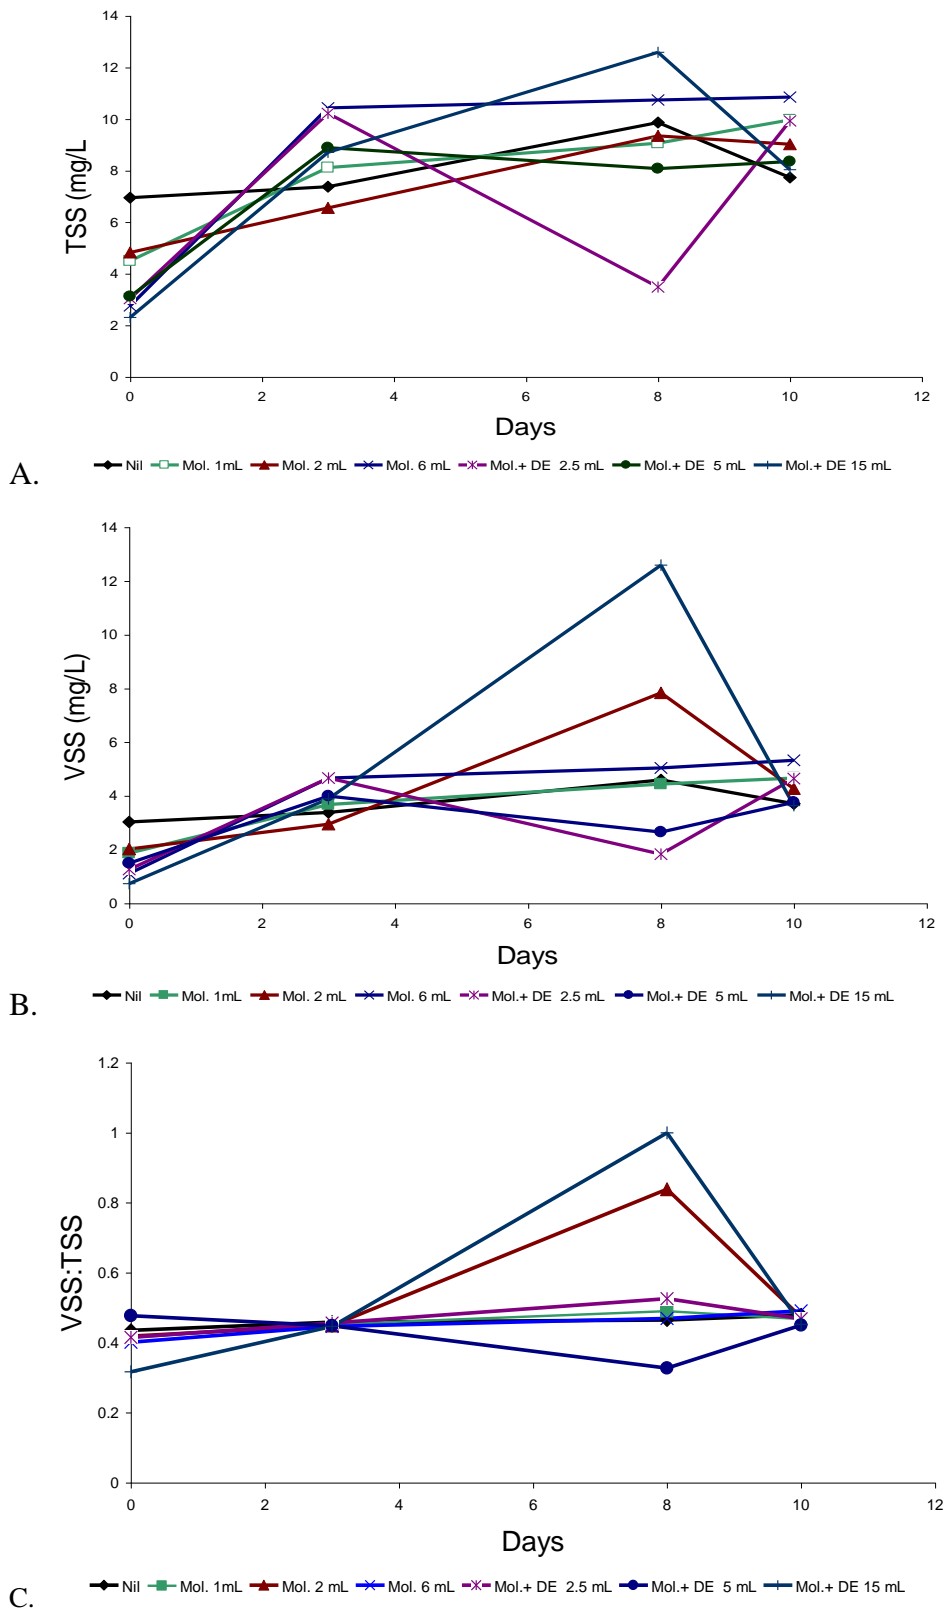 14
12
10
8
6
4
2
0
TSS (mg/L)
0 2 4 6 8 10 12
Days
Nil Mol. 1mL Mol. 2 mL Mol. 6 mL Mol.+ DE 2.5 mL Mol.+ DE 5 mL Mol.+ DE 15 mL
A.
14
12
10
8
6
4
2
0
VSS (mg/L)
0 2 4 6 8 10 12
Days
Nil Mol. 1mL Mol. 2 mL Mol. 6 mL Mol.+ DE 2.5 mL Mol.+ DE 5 mL Mol.+ DE 15 mL
B.
1.2
1
0.8
0.6
0.4
0.2
0
VSS:TSS
0 2 4 6 8 10 12
Days
Nil Mol. 1mL Mol. 2 mL Mol. 6 mL Mol.+ DE 2.5 mL Mol.+ DE 5 mL Mol.+ DE 15 mL
C.